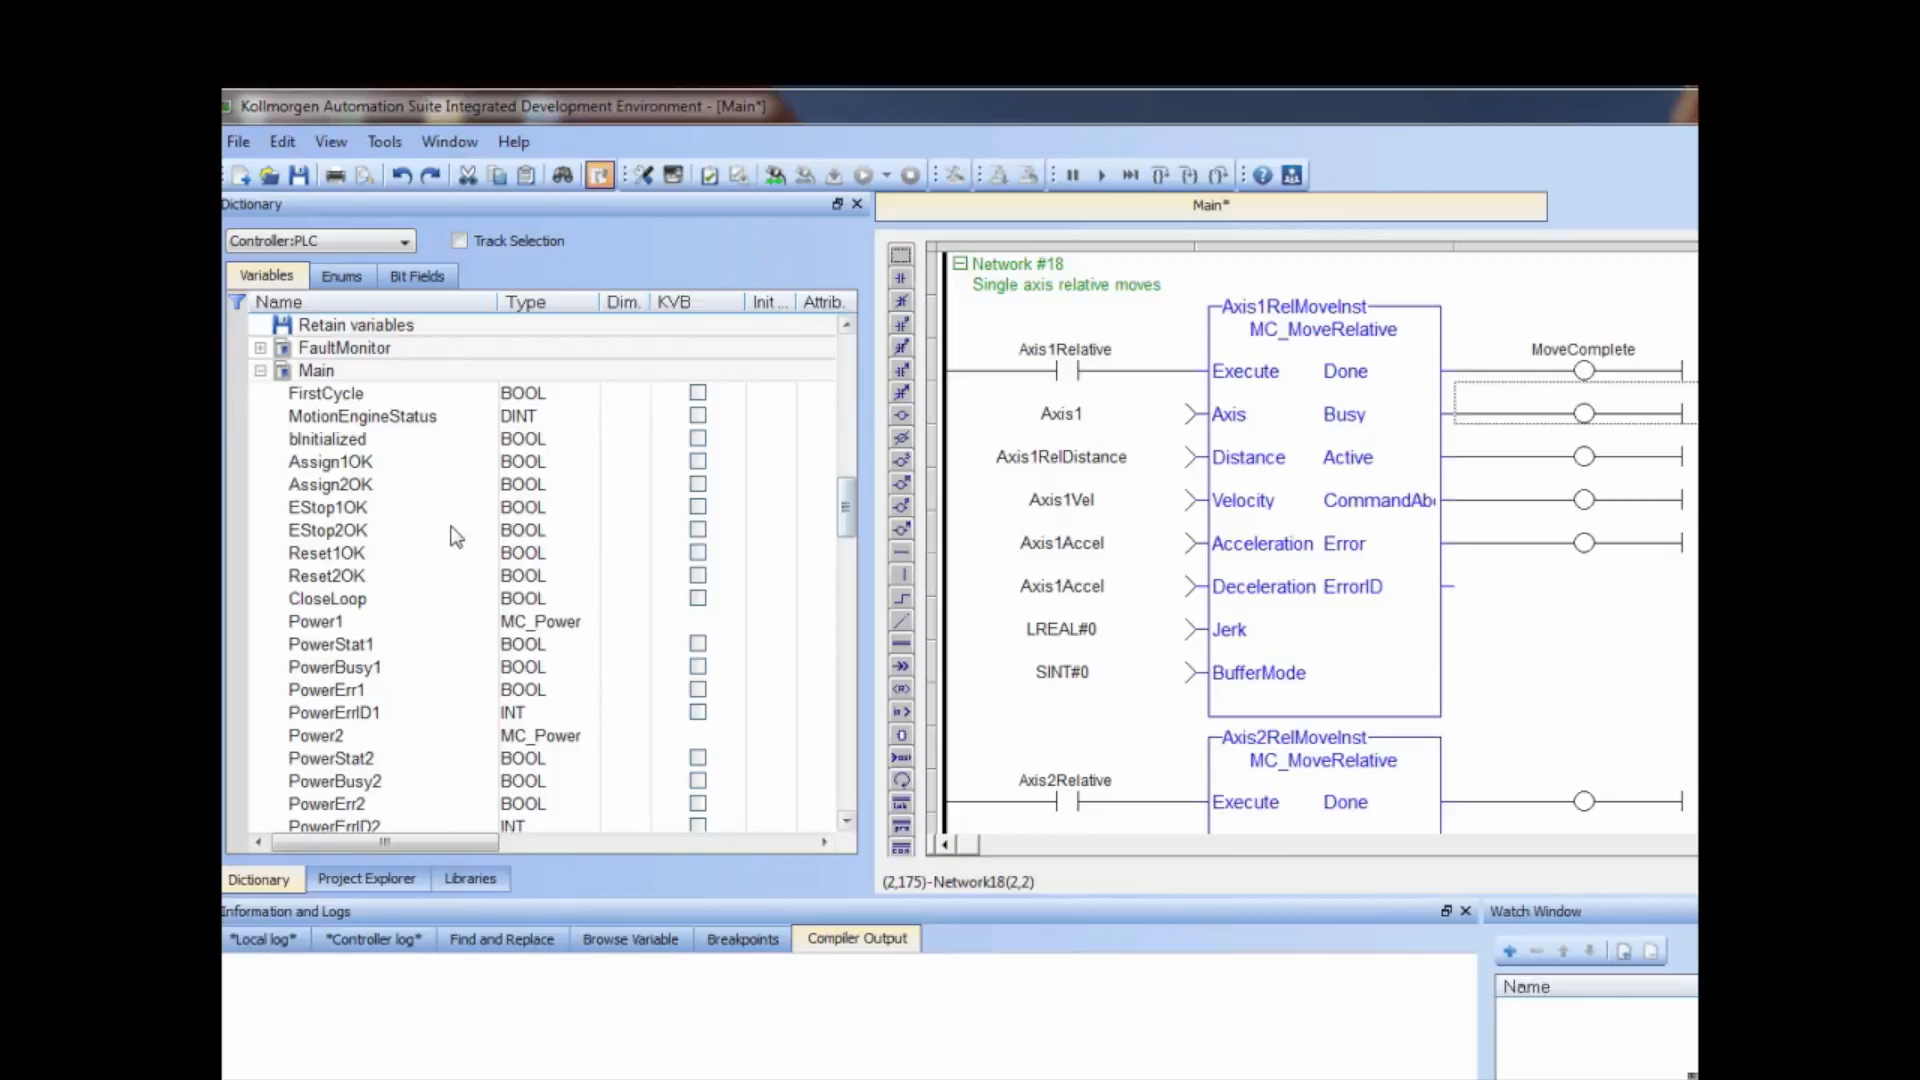 Kollmorgen Automation Suite Integrated Development Environment - [Main*]
File Edit View Tools Window Help
Dictionary
Main*
Controller:PLC
Track Selection
Variables Enums Bit Fields
Name Type Dim. KVB Init ... Attrib.
Retain variables
FaultMonitor
Main
FirstCycle BOOL
MotionEngineStatus DINT
bInitialized BOOL
Assign1OK BOOL
Assign2OK BOOL
EStop1OK BOOL
EStop2OK BOOL
Reset1OK BOOL
Reset2OK BOOL
CloseLoop BOOL
Power1 MC_Power
PowerStat1 BOOL
PowerBusy1 BOOL
PowerErr1 BOOL
PowerErrID1 INT
Power2 MC_Power
PowerStat2 BOOL
PowerBusy2 BOOL
PowerErr2 BOOL
PowerErrID2 INT
Dictionary Project Explorer Libraries
Network #18
Single axis relative moves
Axis1RelMoveInst
MC_MoveRelative
Axis1Relative Execute Done MoveComplete
Axis1 Axis Busy
Axis1RelDistance Distance Active
Axis1Vel Velocity CommandAb
Axis1Accel Acceleration Error
Axis1Accel Deceleration ErrorID
LREAL#0 Jerk
SINT#0 BufferMode
Axis2RelMoveInst
MC_MoveRelative
Axis2Relative Execute Done
(2,175)-Network18(2,2)
Information and Logs
*Local log* *Controller log* Find and Replace Browse Variable Breakpoints Compiler Output
Watch Window
Name